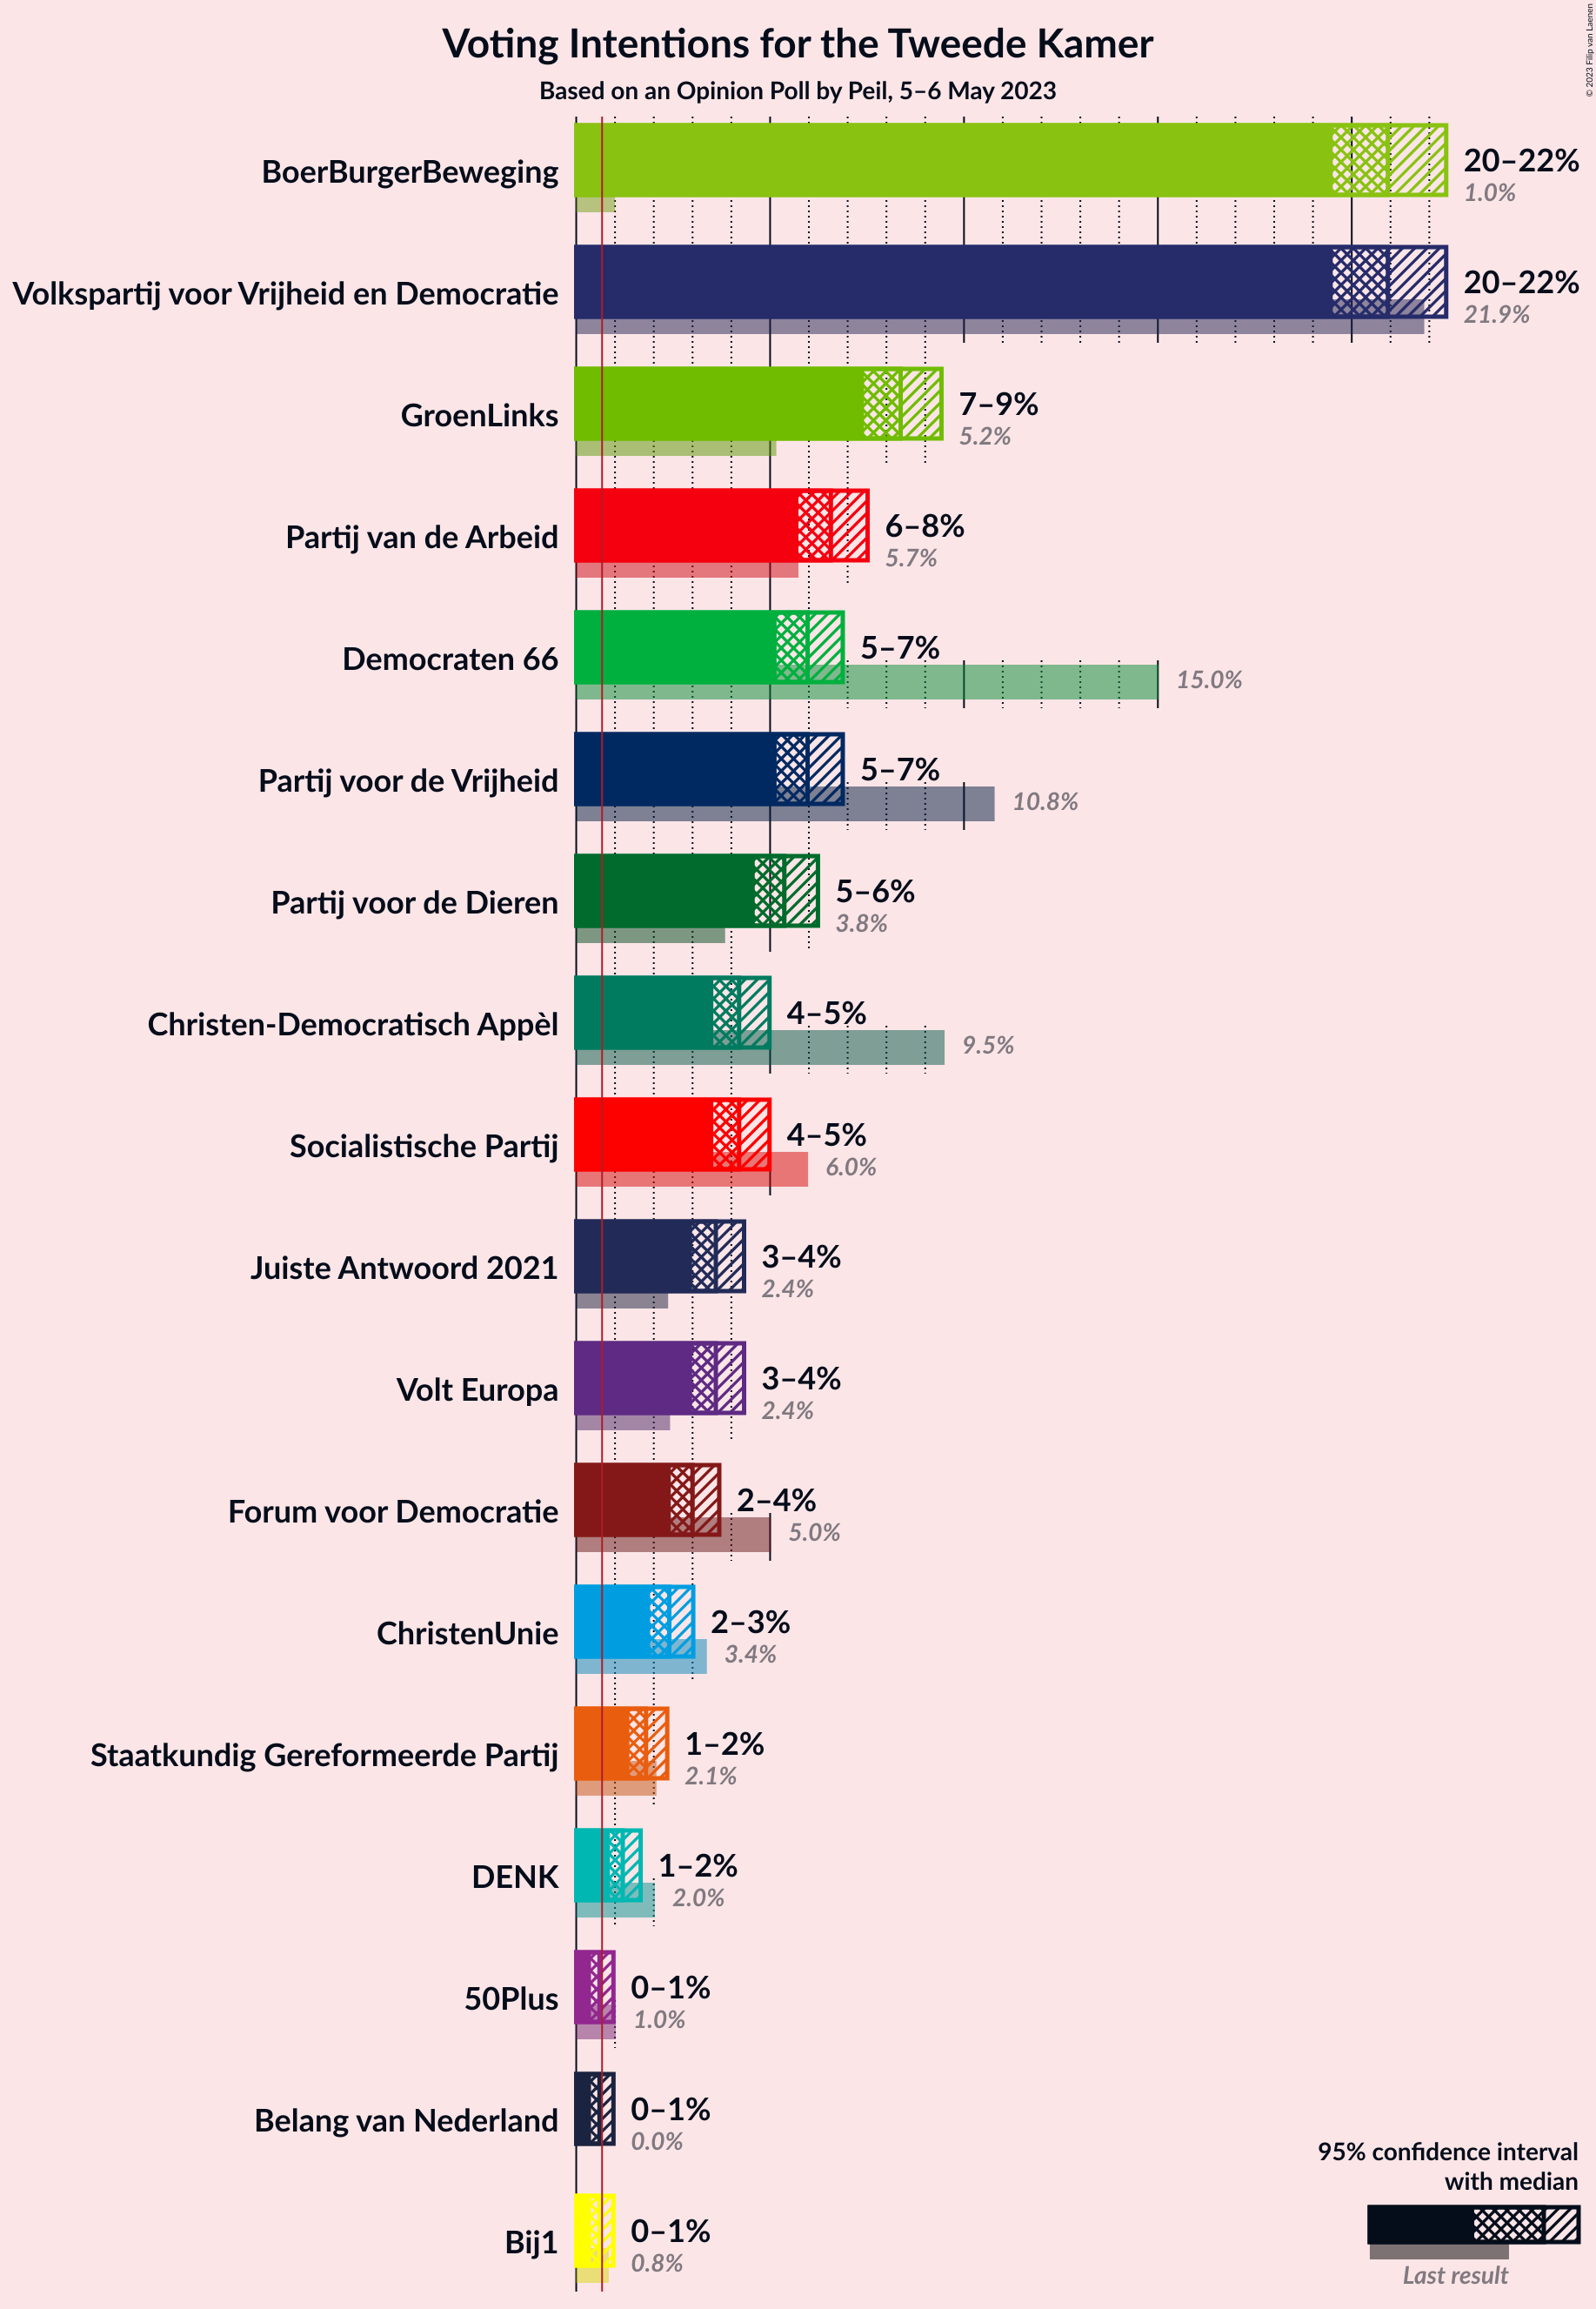 Voting Intentions for the Tweede Kamer
Based on an Opinion Poll by Peil, 5–6 May 2023
© 2023 Filip van Laenen
BoerBurgerBeweging
20–22%
1.0%
Volkspartij voor Vrijheid en Democratie
20–22%
21.9%
GroenLinks
7–9%
5.2%
Partij van de Arbeid
6–8%
5.7%
Democraten 66
5–7%
15.0%
Partij voor de Vrijheid
5–7%
10.8%
Partij voor de Dieren
5–6%
3.8%
Christen-Democratisch Appèl
4–5%
9.5%
Socialistische Partij
4–5%
6.0%
Juiste Antwoord 2021
3–4%
2.4%
Volt Europa
3–4%
2.4%
Forum voor Democratie
2–4%
5.0%
ChristenUnie
2–3%
3.4%
Staatkundig Gereformeerde Partij
1–2%
2.1%
DENK
1–2%
2.0%
50Plus
0–1%
1.0%
Belang van Nederland
0–1%
0.0%
Bij1
0–1%
0.8%
95% confidence interval
with median
Last result